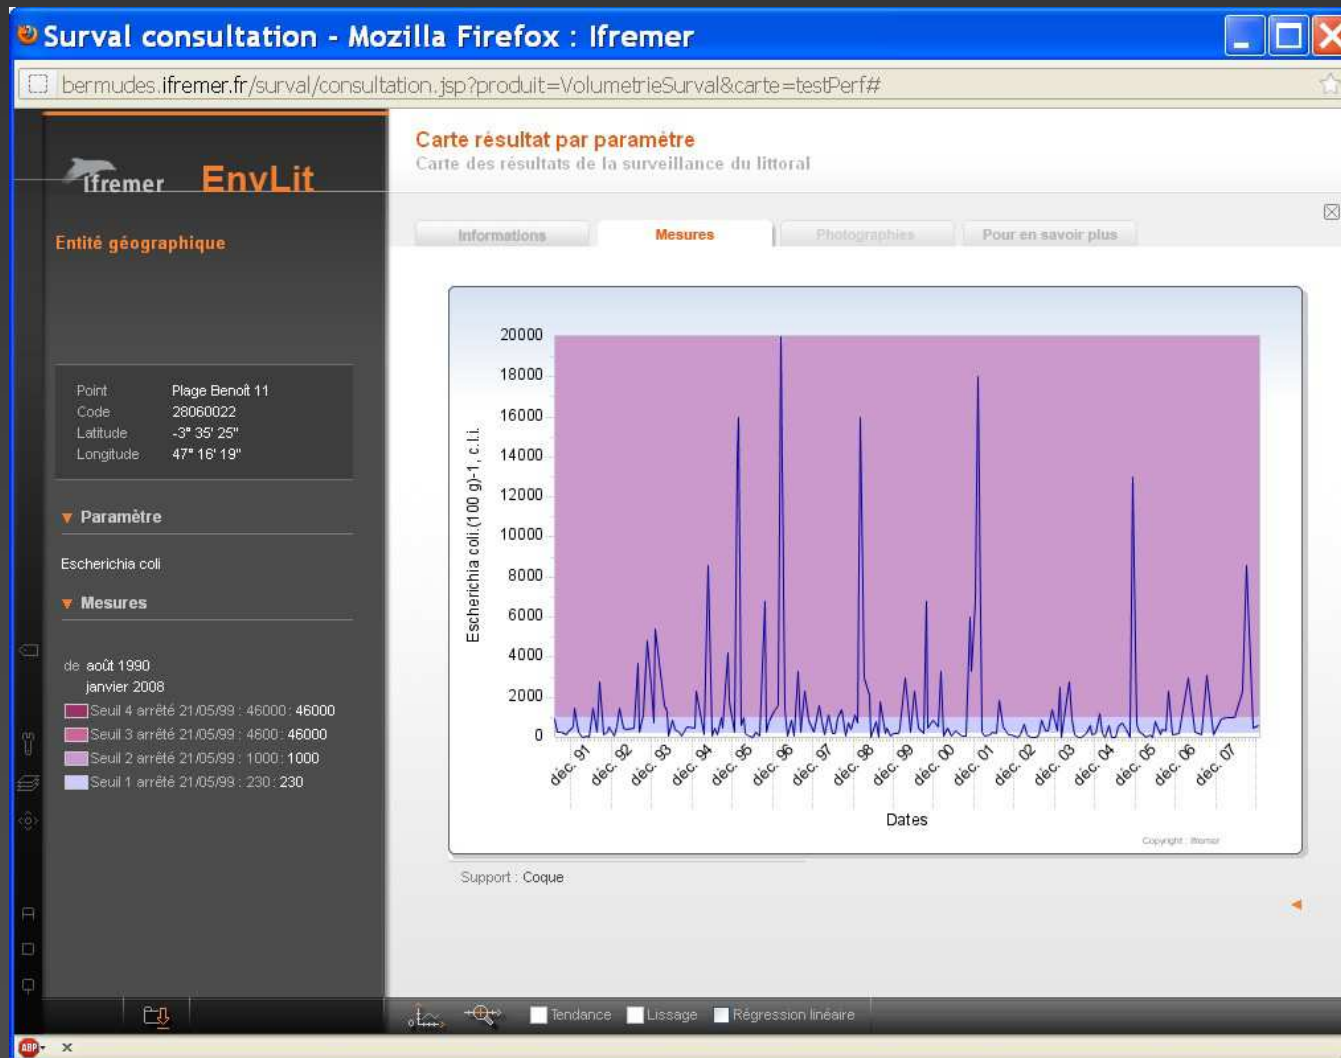 Surval consultation - Mozilla Firefox : Ifremer
bermudes.ifremer.fr/surval/consultation.jsp?produit=VolumetrieSurval&carte=testPerf#
Ifremer EnvLit
Entité géographique
Point Plage Benoît 11
Code 28060022
Latitude -3° 35' 25"
Longitude 47° 16' 19"
▼ Paramètre
Escherichia coli
▼ Mesures
de août 1990
janvier 2008
Seuil 4 arrêté 21/05/99 : 46000 : 46000
Seuil 3 arrêté 21/05/99 : 4600 : 46000
Seuil 2 arrêté 21/05/99 : 1000 : 1000
Seuil 1 arrêté 21/05/99 : 230 : 230
Carte résultat par paramètre
Carte des résultats de la surveillance du littoral
Informations Mesures Photographies Pour en savoir plus
Escherichia coli.(100 g)-1, c.l.i.
20000
18000
16000
14000
12000
10000
8000
6000
4000
2000
0
déc. 91 déc. 92 déc. 93 déc. 94 déc. 95 déc. 96 déc. 97 déc. 98 déc. 99 déc. 00 déc. 01 déc. 02 déc. 03 déc. 04 déc. 05 déc. 06 déc. 07
Dates
Copyright : Ifremer
Support : Coque
Tendance Lissage Régression linéaire
ABP